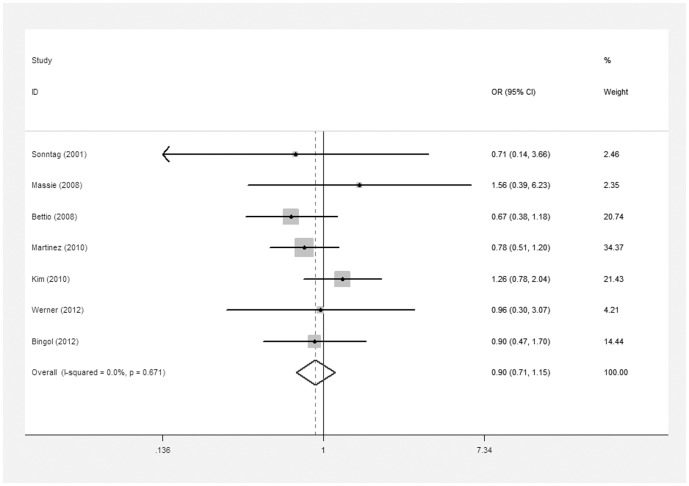 Study %
ID OR (95% CI) Weight
Sonntag (2001) 0.71 (0.14, 3.66) 2.46
Massie (2008) 1.56 (0.39, 6.23) 2.35
Bettio (2008) 0.67 (0.38, 1.18) 20.74
Martinez (2010) 0.78 (0.51, 1.20) 34.37
Kim (2010) 1.26 (0.78, 2.04) 21.43
Werner (2012) 0.96 (0.30, 3.07) 4.21
Bingol (2012) 0.90 (0.47, 1.70) 14.44
Overall (I-squared = 0.0%, p = 0.671) 0.90 (0.71, 1.15) 100.00
.136 1 7.34